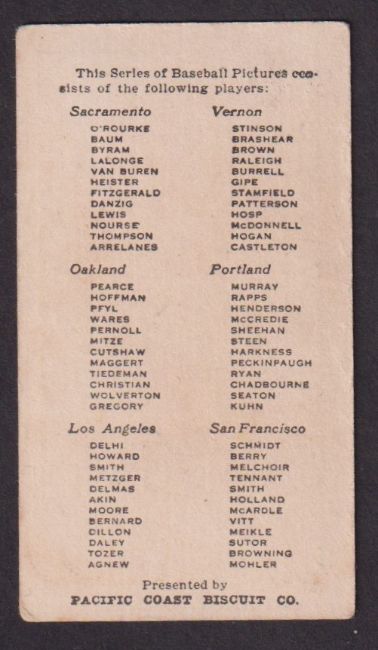 This Series of Baseball Pictures con-
sists of the following players:
Sacramento
O'ROURKE
BAUM
BYRAM
LALONGE
VAN BUREN
HEISTER
FITZGERALD
DANZIG
LEWIS
NOURSE
THOMPSON
ARRELANES
Vernon
STINSON
BRASHEAR
BROWN
RALEIGH
BURRELL
GIPE
STAMFIELD
PATTERSON
HOSP
McDONNELL
HOGAN
CASTLETON
Oakland
PEARCE
HOFFMAN
PFYL
WARES
PERNOLL
MITZE
CUTSHAW
MAGGERT
TIEDEMAN
CHRISTIAN
WOLVERTON
GREGORY
Portland
MURRAY
RAPPS
HENDERSON
McCREDIE
SHEEHAN
STEEN
HARKNESS
PECKINPAUGH
RYAN
CHADBOURNE
SEATON
KUHN
Los Angeles
DELHI
HOWARD
SMITH
METZGER
DELMAS
AKIN
MOORE
BERNARD
DILLON
DALEY
TOZER
AGNEW
San Francisco
SCHMIDT
BERRY
MELCHOIR
TENNANT
SMITH
HOLLAND
McARDLE
VITT
MEIKLE
SUTOR
BROWNING
MOHLER
Presented by
PACIFIC COAST BISCUIT CO.